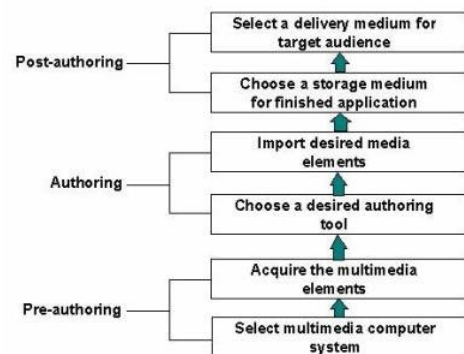 Select a delivery medium for
target audience
Post-authoring
Choose a storage medium
for finished application
Import desired media
elements
Authoring
Choose a desired authoring
tool
Acquire the multimedia
elements
Pre-authoring
Select multimedia computer
system